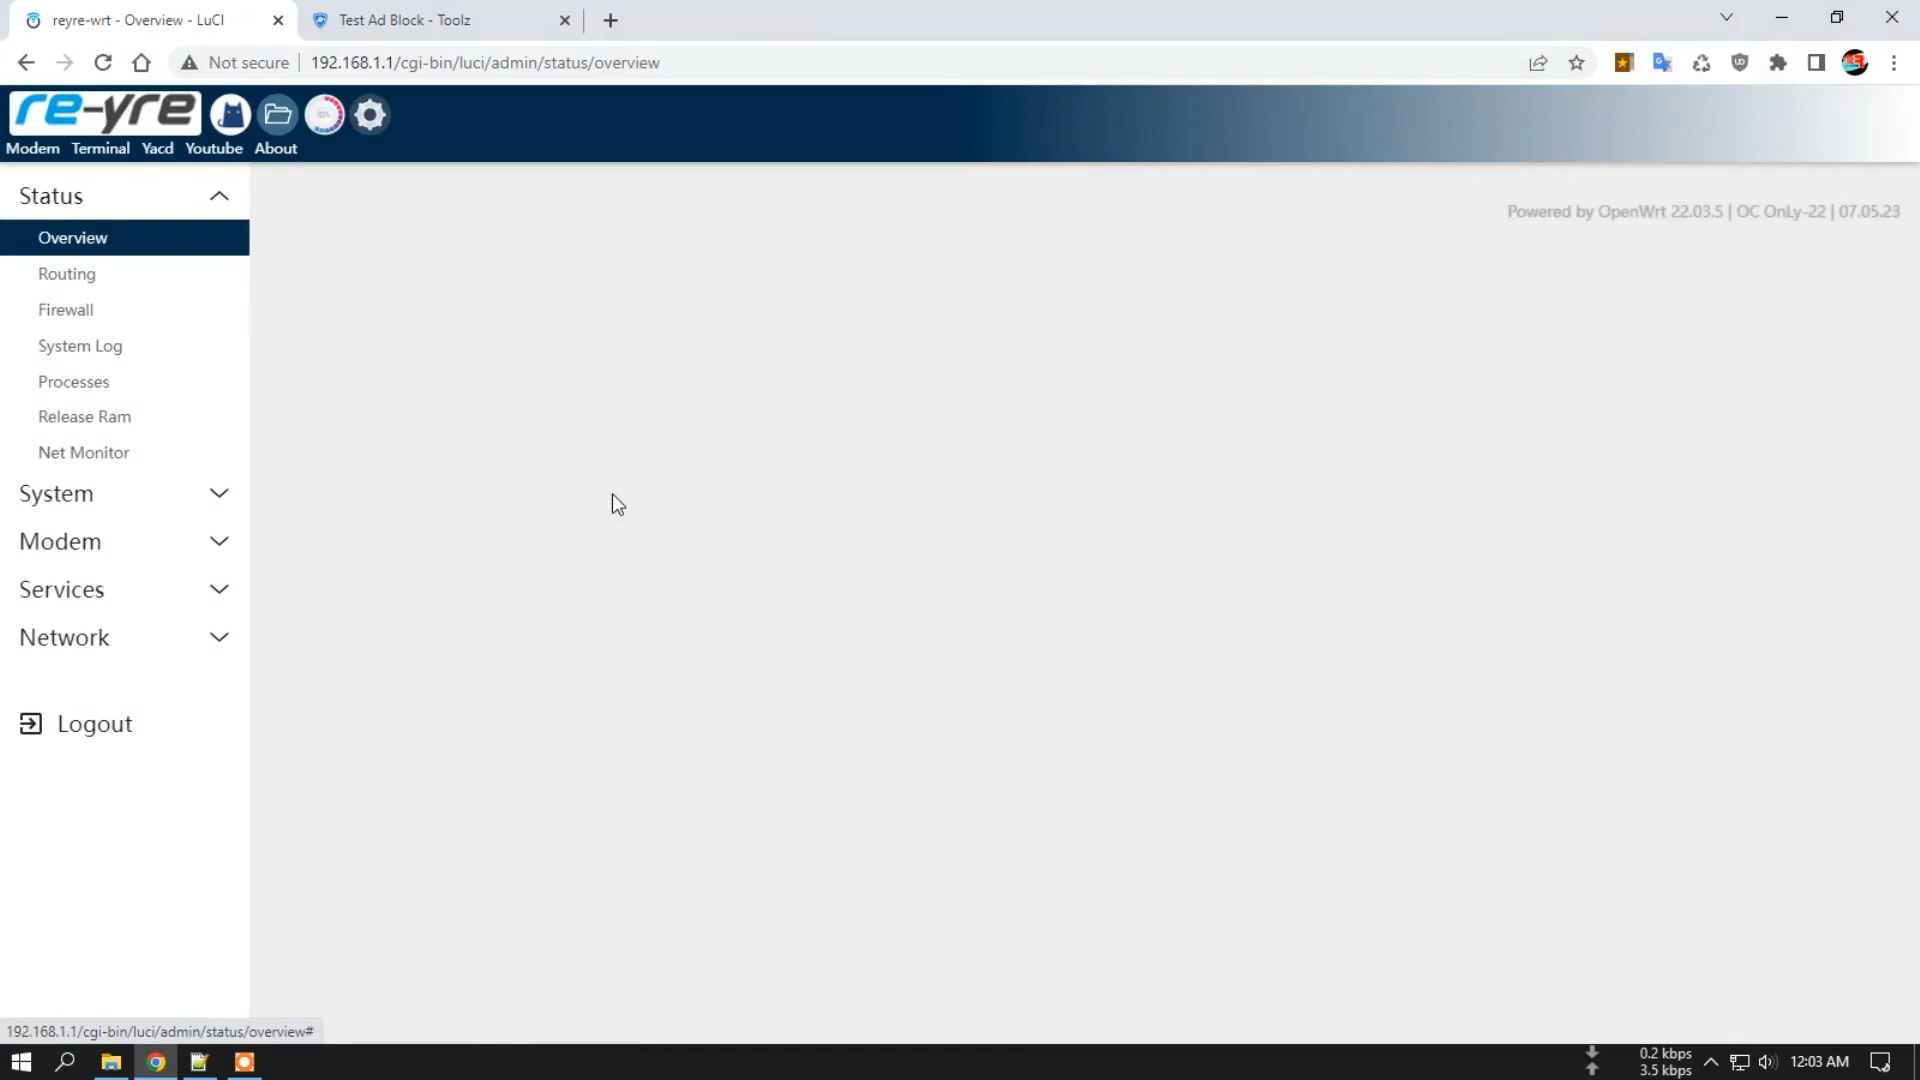 reyre-wrt - Overview - LuCI
Test Ad Block - Toolz
Not secure
192.168.1.1/cgi-bin/luci/admin/status/overview
re-yre
Modem Terminal Yacd Youtube About
Status
Overview
Routing
Firewall
System Log
Processes
Release Ram
Net Monitor
System
Modem
Services
Network
Logout
Powered by OpenWrt 22.03.5 | OC OnLy-22 | 07.05.23
192.168.1.1/cgi-bin/luci/admin/status/overview#
0.2 kbps
3.5 kbps
12:03 AM